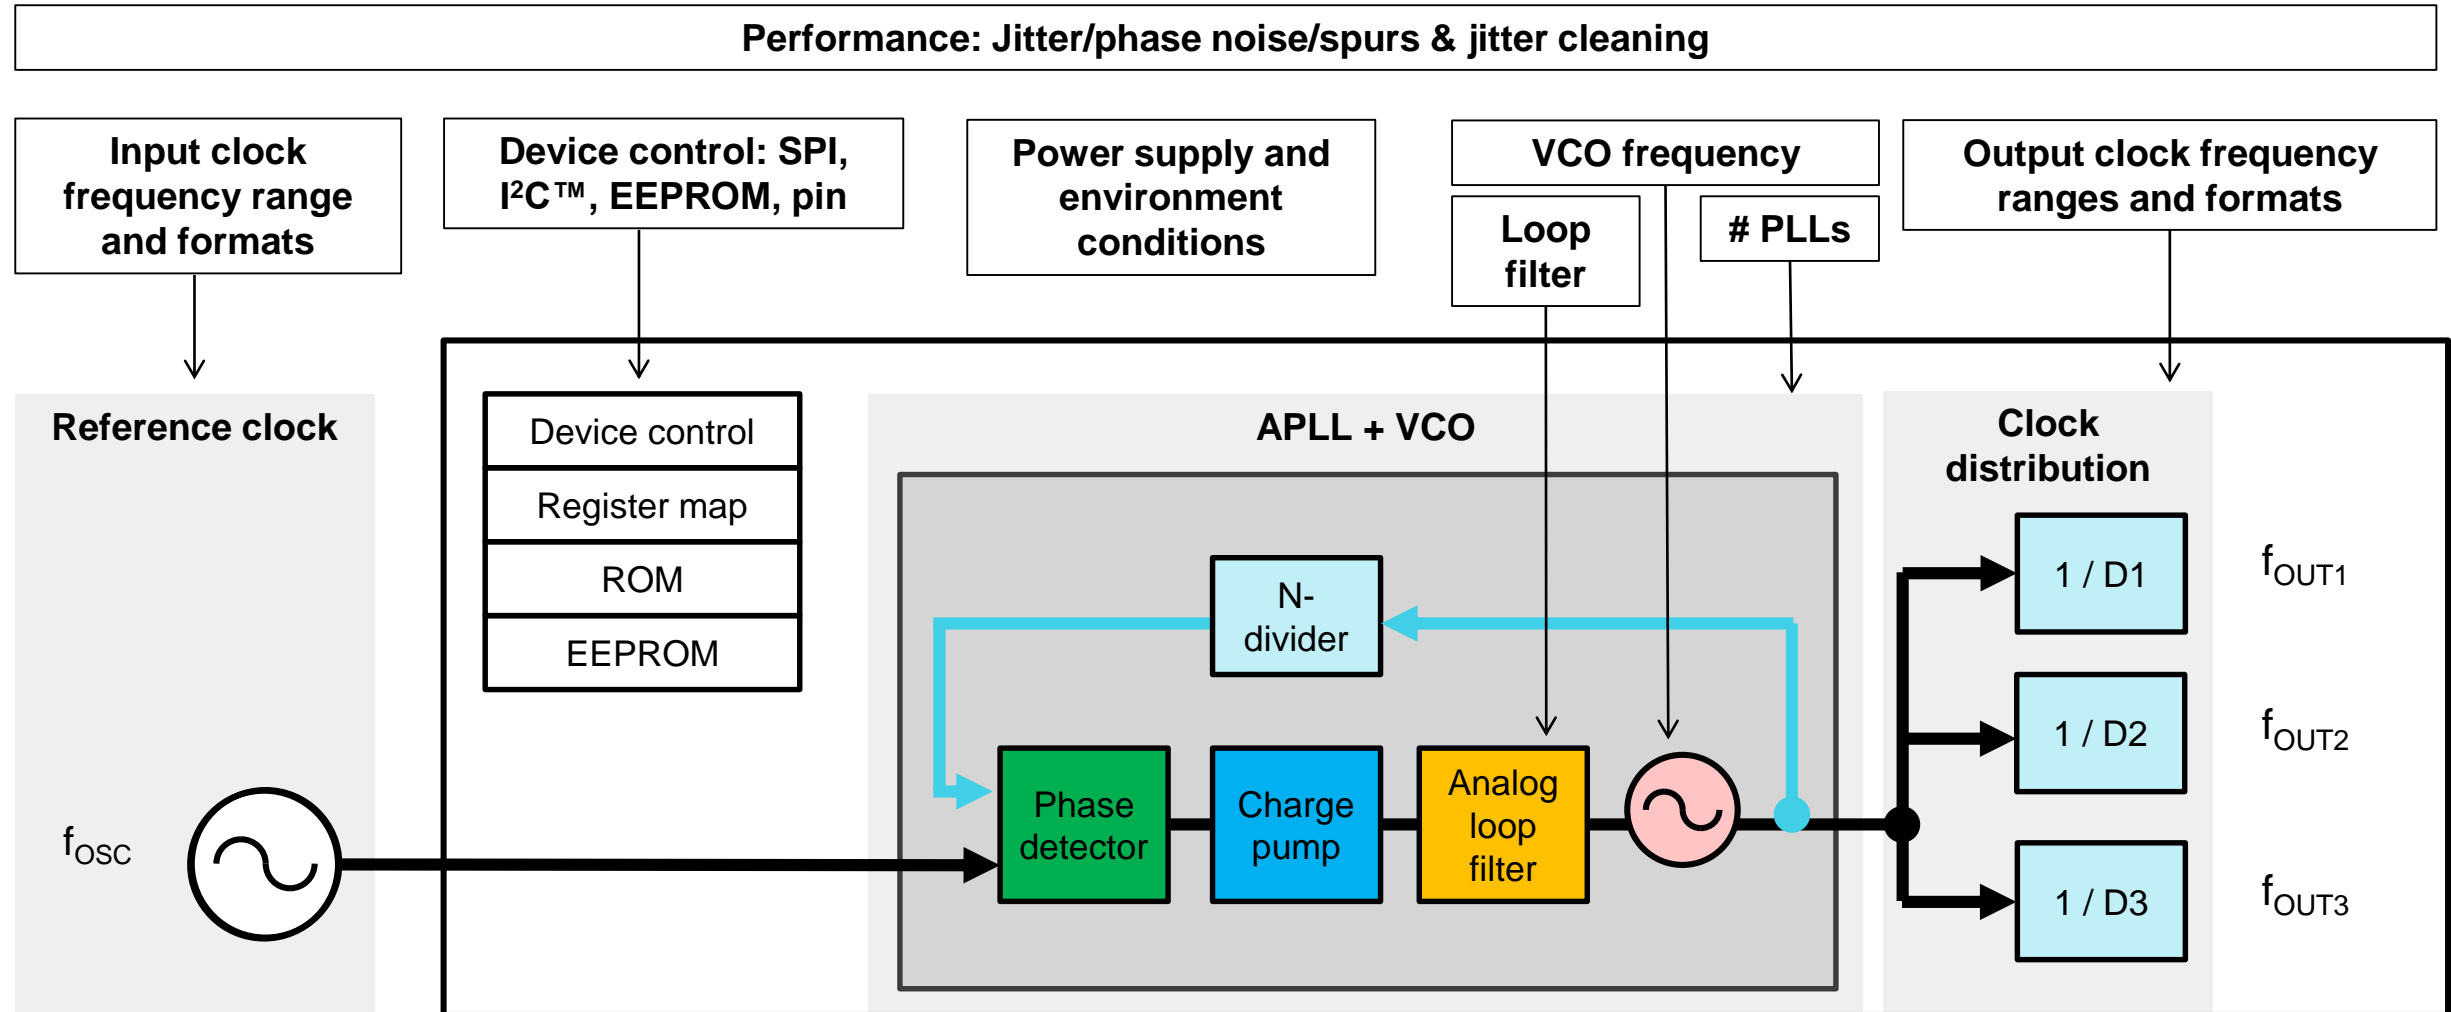 Performance: Jitter/phase noise/spurs & jitter cleaning
Input clock
frequency range
and formats
Device control: SPI,
I²C™, EEPROM, pin
Power supply and
environment
conditions
VCO frequency
Loop
filter
# PLLs
Output clock frequency
ranges and formats
Reference clock
fOSC
Device control
Register map
ROM
EEPROM
APLL + VCO
N-
divider
Phase
detector
Charge
pump
Analog
loop
filter
Clock
distribution
1 / D1
fOUT1
1 / D2
fOUT2
1 / D3
fOUT3